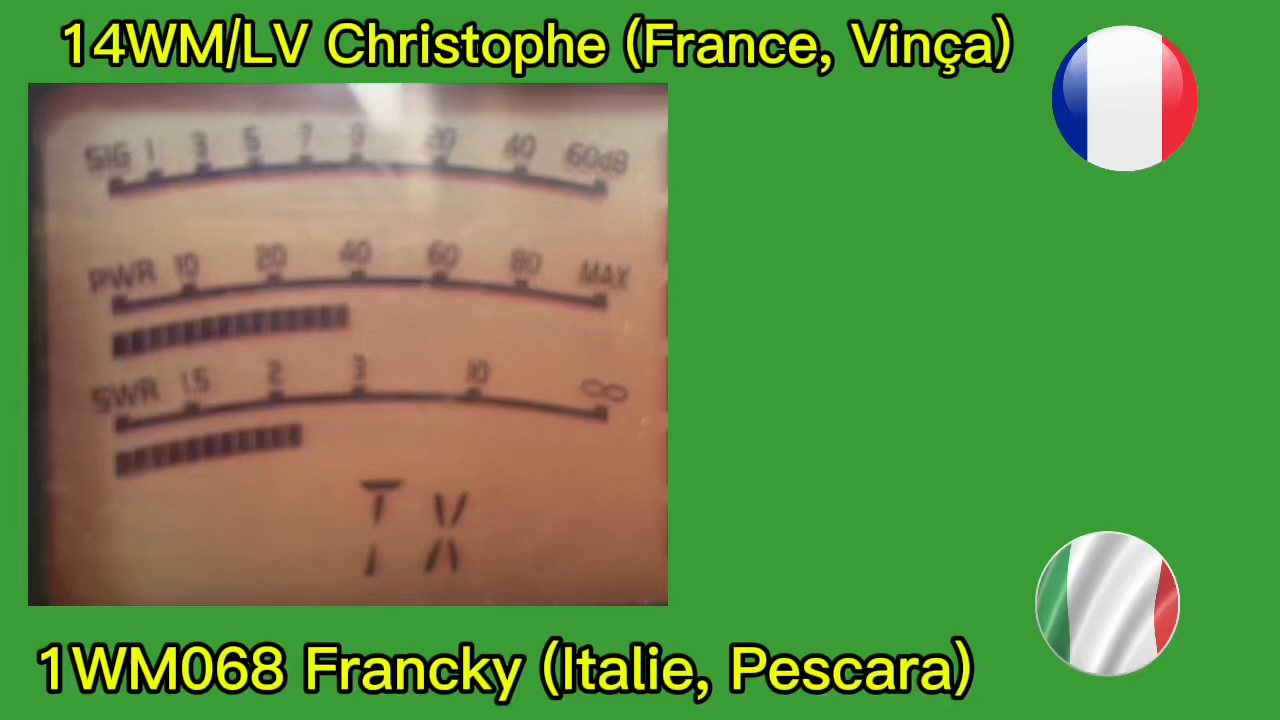 14WM/LV Christophe (France, Vinça)
SIG 1 3 5 7 9 20 40 60dB
PWR 10 20 40 60 80 MAX
SWR 1.5 2 3 10 ∞
TX
1WM068 Francky (Italie, Pescara)